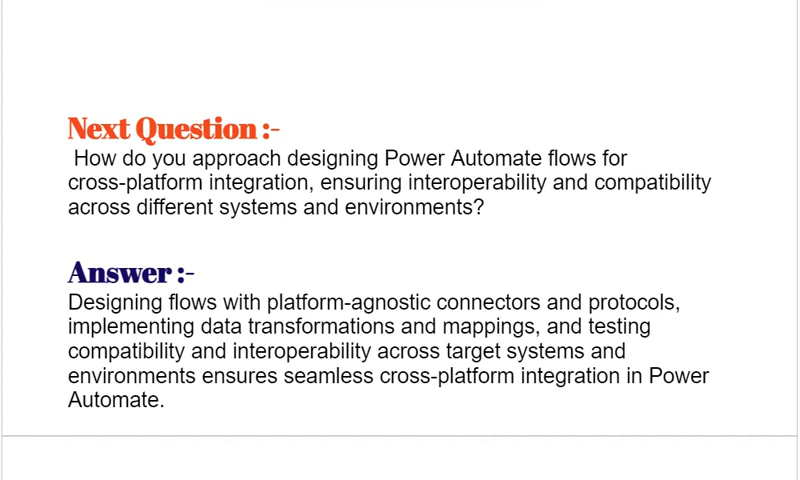 Next Question :-
How do you approach designing Power Automate flows for
cross-platform integration, ensuring interoperability and compatibility
across different systems and environments?
Answer :-
Designing flows with platform-agnostic connectors and protocols,
implementing data transformations and mappings, and testing
compatibility and interoperability across target systems and
environments ensures seamless cross-platform integration in Power
Automate.